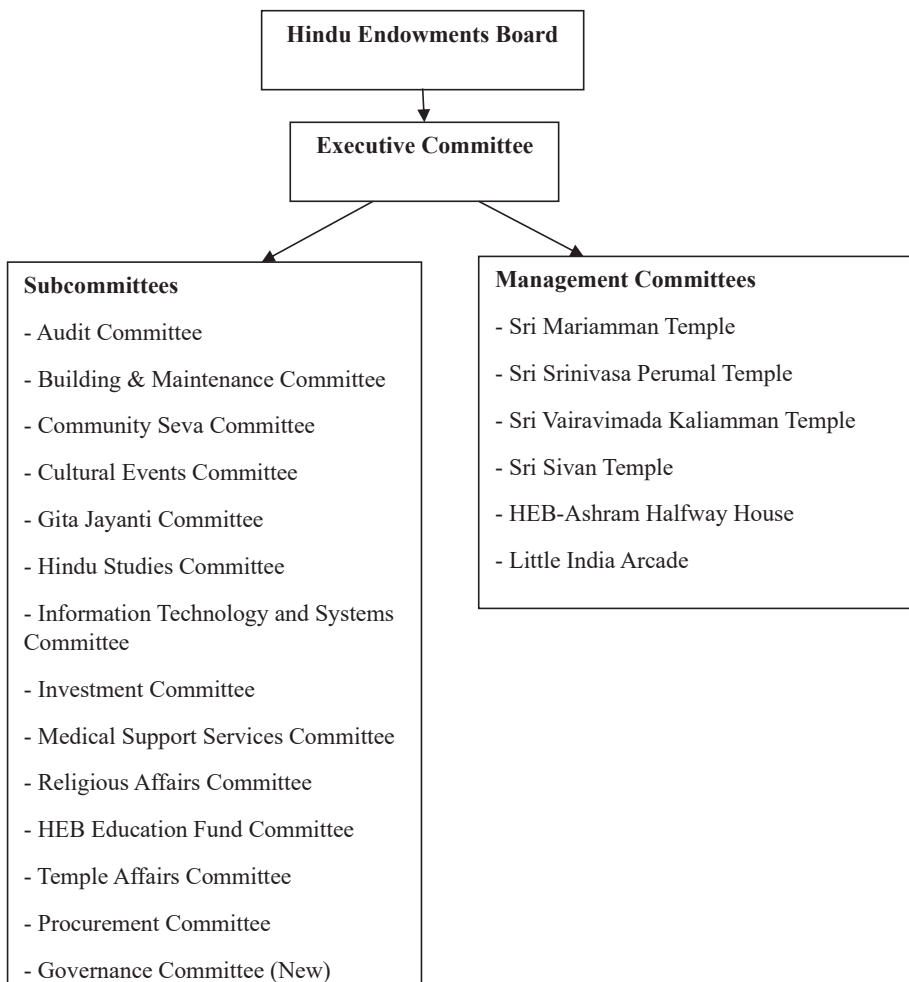 Hindu Endowments Board
Executive Committee
Subcommittees
- Audit Committee
- Building & Maintenance Committee
- Community Seva Committee
- Cultural Events Committee
- Gita Jayanti Committee
- Hindu Studies Committee
- Information Technology and Systems
Committee
- Investment Committee
- Medical Support Services Committee
- Religious Affairs Committee
- HEB Education Fund Committee
- Temple Affairs Committee
- Procurement Committee
- Governance Committee (New)
Management Committees
- Sri Mariamman Temple
- Sri Srinivasa Perumal Temple
- Sri Vairavimada Kaliamman Temple
- Sri Sivan Temple
- HEB-Ashram Halfway House
- Little India Arcade